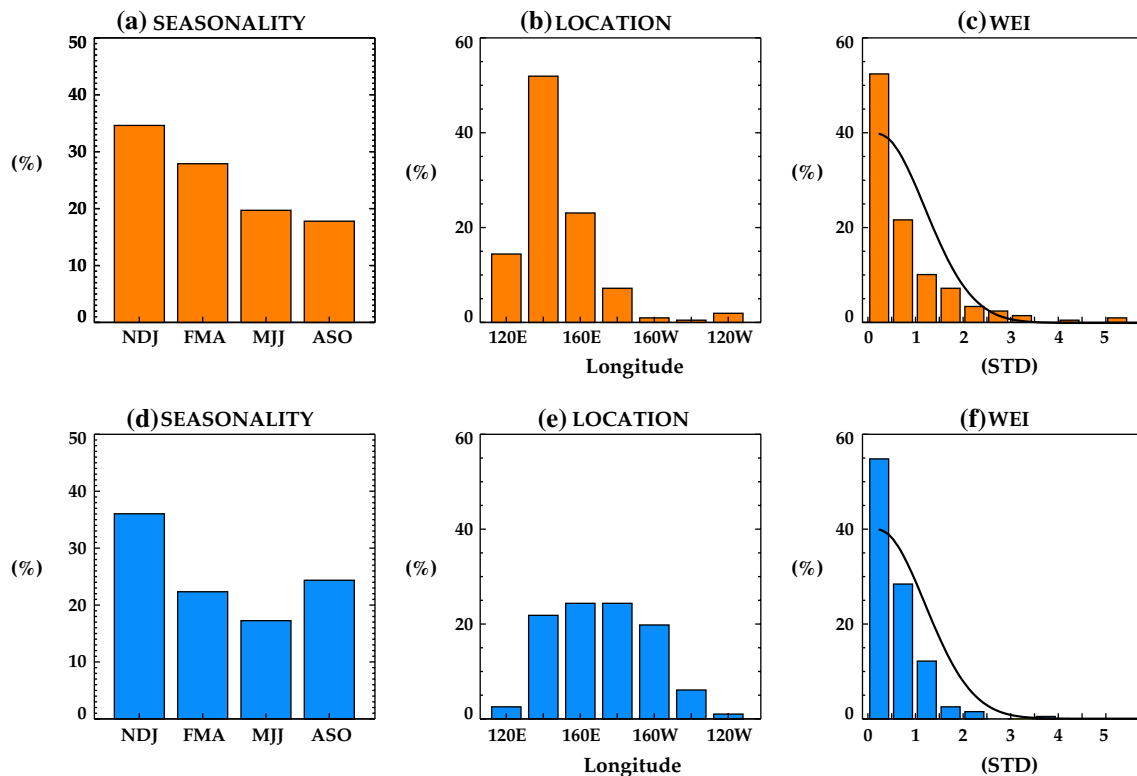 (a) SEASONALITY
50
40
30
20
10
0
(%)
NDJ FMA MJJ ASO
(b) LOCATION
60
40
20
0
(%)
120E 160E 160W 120W
Longitude
(c) WEI
60
40
20
0
(%)
0 1 2 3 4 5
(STD)
(d) SEASONALITY
50
40
30
20
10
0
(%)
NDJ FMA MJJ ASO
(e) LOCATION
60
40
20
0
(%)
120E 160E 160W 120W
Longitude
(f) WEI
60
40
20
0
(%)
0 1 2 3 4 5
(STD)